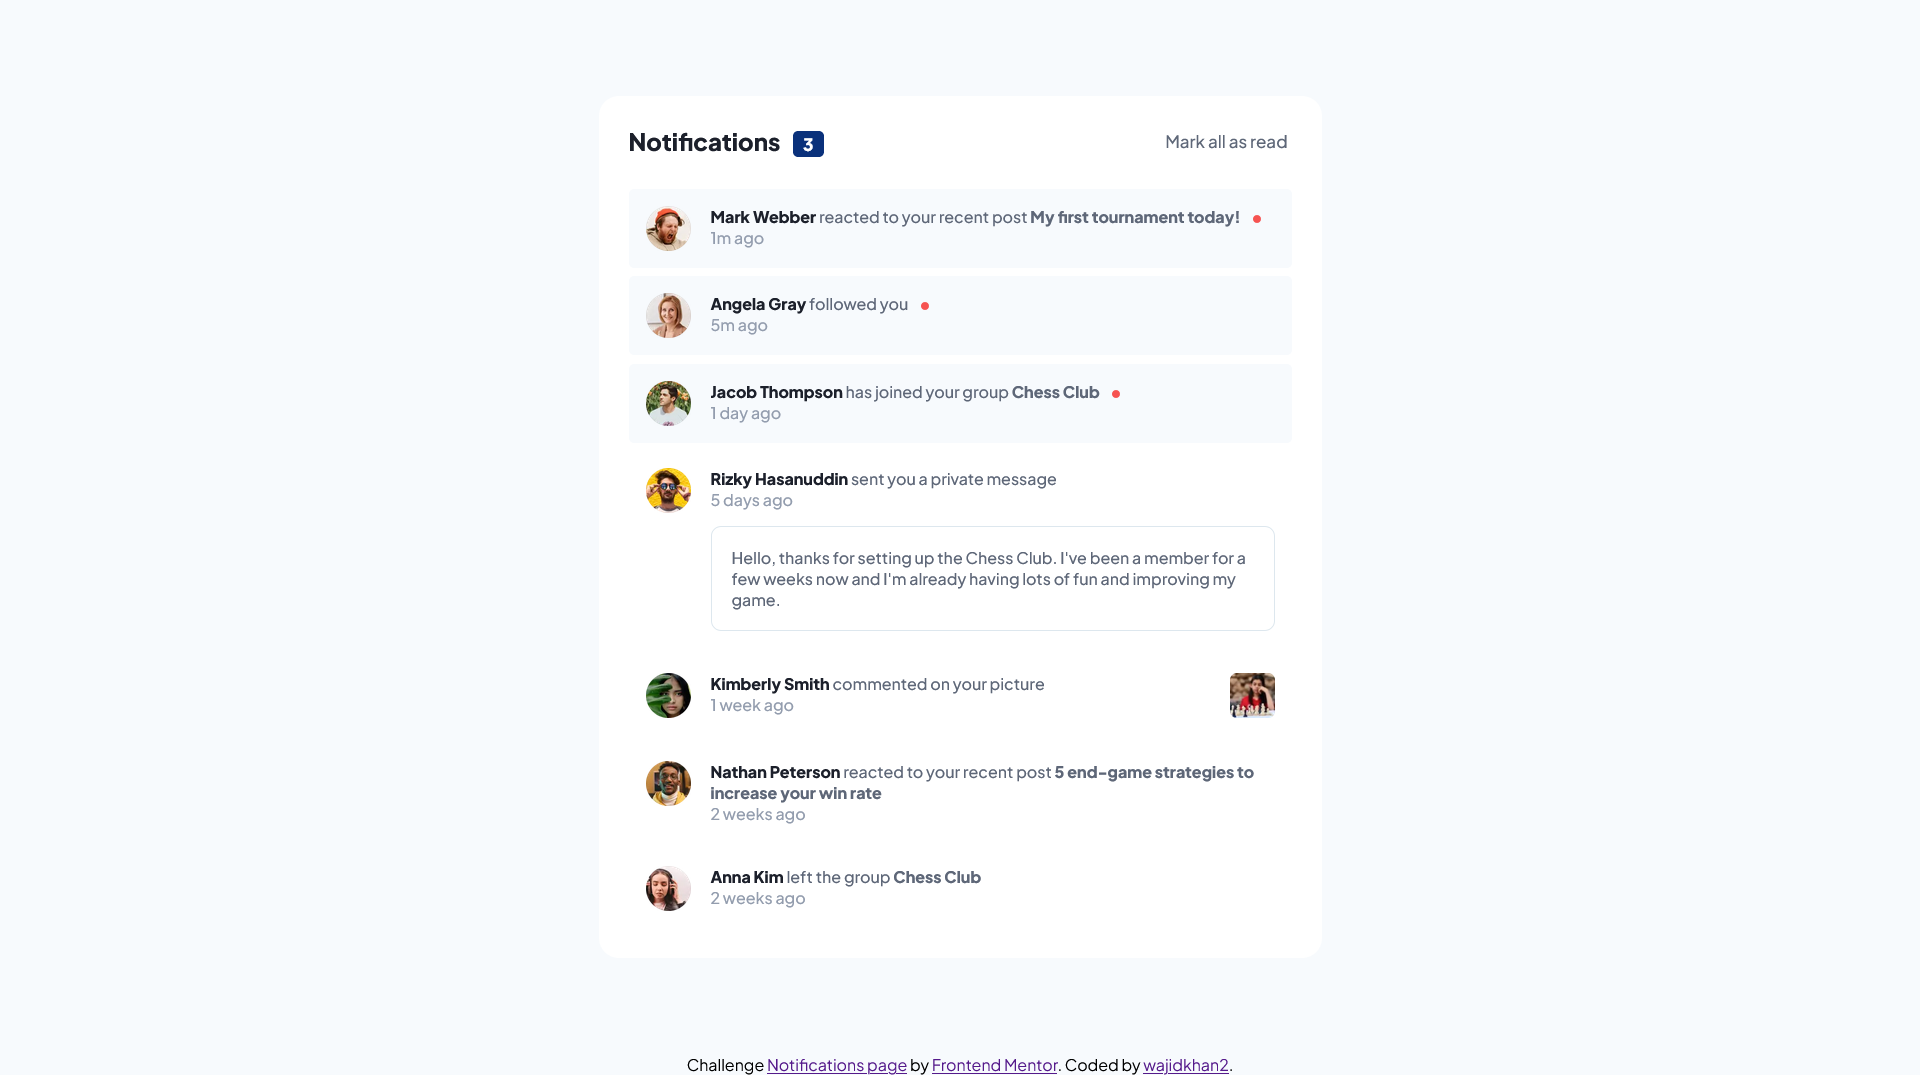 Notifications 3
Mark all as read
Mark Webber reacted to your recent post My first tournament today!
1m ago
Angela Gray followed you
5m ago
Jacob Thompson has joined your group Chess Club
1 day ago
Rizky Hasanuddin sent you a private message
5 days ago
Hello, thanks for setting up the Chess Club. I've been a member for a
few weeks now and I'm already having lots of fun and improving my
game.
Kimberly Smith commented on your picture
1 week ago
Nathan Peterson reacted to your recent post 5 end-game strategies to
increase your win rate
2 weeks ago
Anna Kim left the group Chess Club
2 weeks ago
Challenge Notifications page by Frontend Mentor. Coded by wajidkhan2.